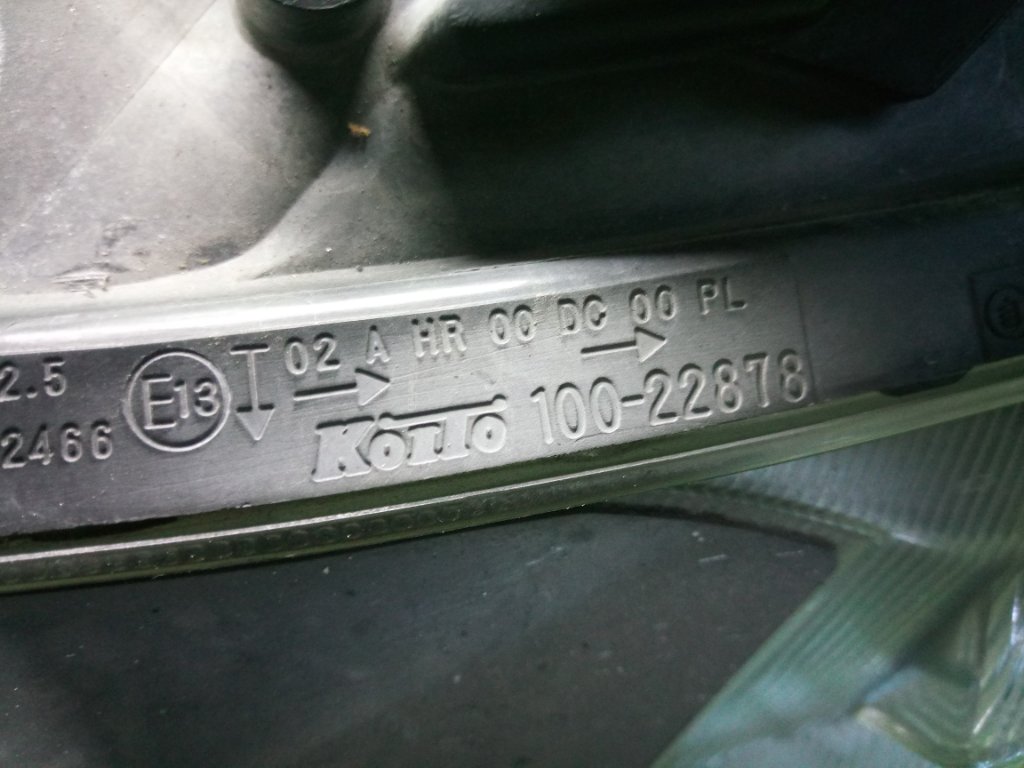 2.5
2466
E13
02 A HR 00 DC 00 PL
KOITO 100-22878